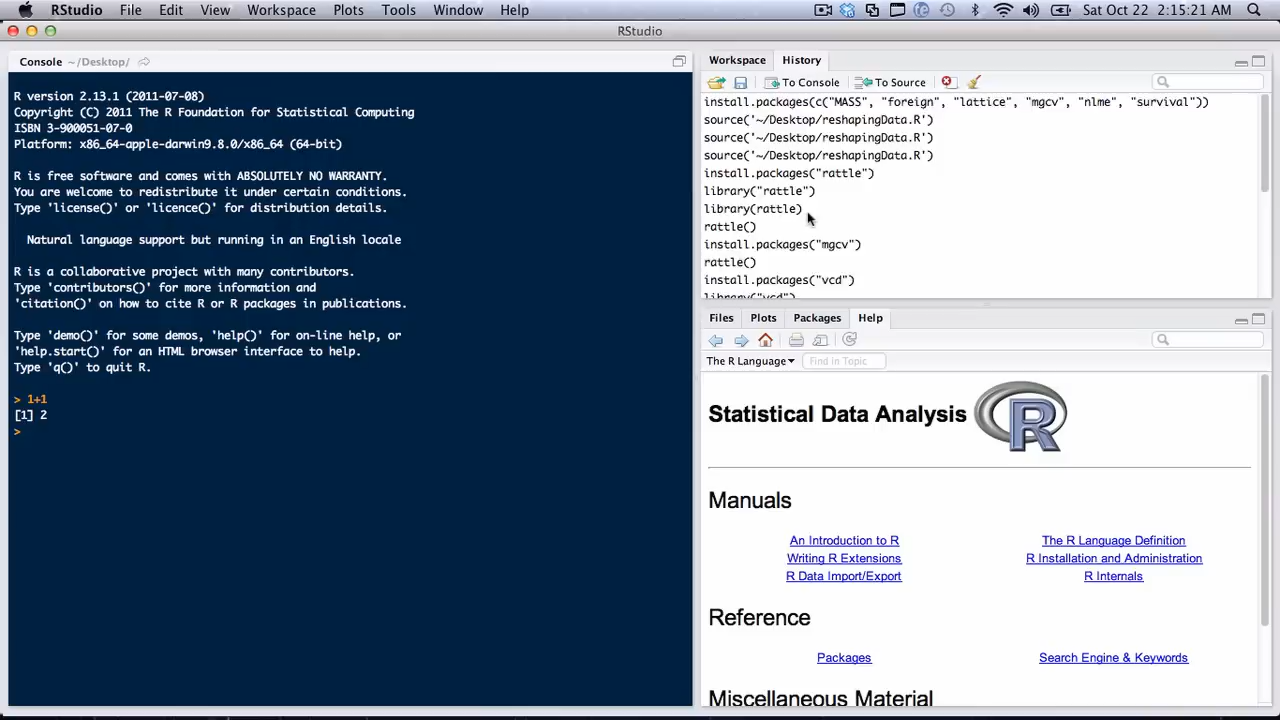 RStudio File Edit View Workspace Plots Tools Window Help Sat Oct 22 2:15:21 AM
RStudio
Console ~/Desktop/
R version 2.13.1 (2011-07-08)
Copyright (C) 2011 The R Foundation for Statistical Computing
ISBN 3-900051-07-0
Platform: x86_64-apple-darwin9.8.0/x86_64 (64-bit)
R is free software and comes with ABSOLUTELY NO WARRANTY.
You are welcome to redistribute it under certain conditions.
Type 'license()' or 'licence()' for distribution details.
Natural language support but running in an English locale
R is a collaborative project with many contributors.
Type 'contributors()' for more information and
'citation()' on how to cite R or R packages in publications.
Type 'demo()' for some demos, 'help()' for on-line help, or
'help.start()' for an HTML browser interface to help.
Type 'q()' to quit R.
> 1+1
[1] 2
>
Workspace History
To Console To Source
install.packages(c("MASS", "foreign", "lattice", "mgcv", "nlme", "survival"))
source('~/Desktop/reshapingData.R')
source('~/Desktop/reshapingData.R')
source('~/Desktop/reshapingData.R')
install.packages("rattle")
library("rattle")
library(rattle)
rattle()
install.packages("mgcv")
rattle()
install.packages("vcd")
library("vcd")
Files Plots Packages Help
The R Language Find in Topic
Statistical Data Analysis R
Manuals
An Introduction to R The R Language Definition
Writing R Extensions R Installation and Administration
R Data Import/Export R Internals
Reference
Packages Search Engine & Keywords
Miscellaneous Material